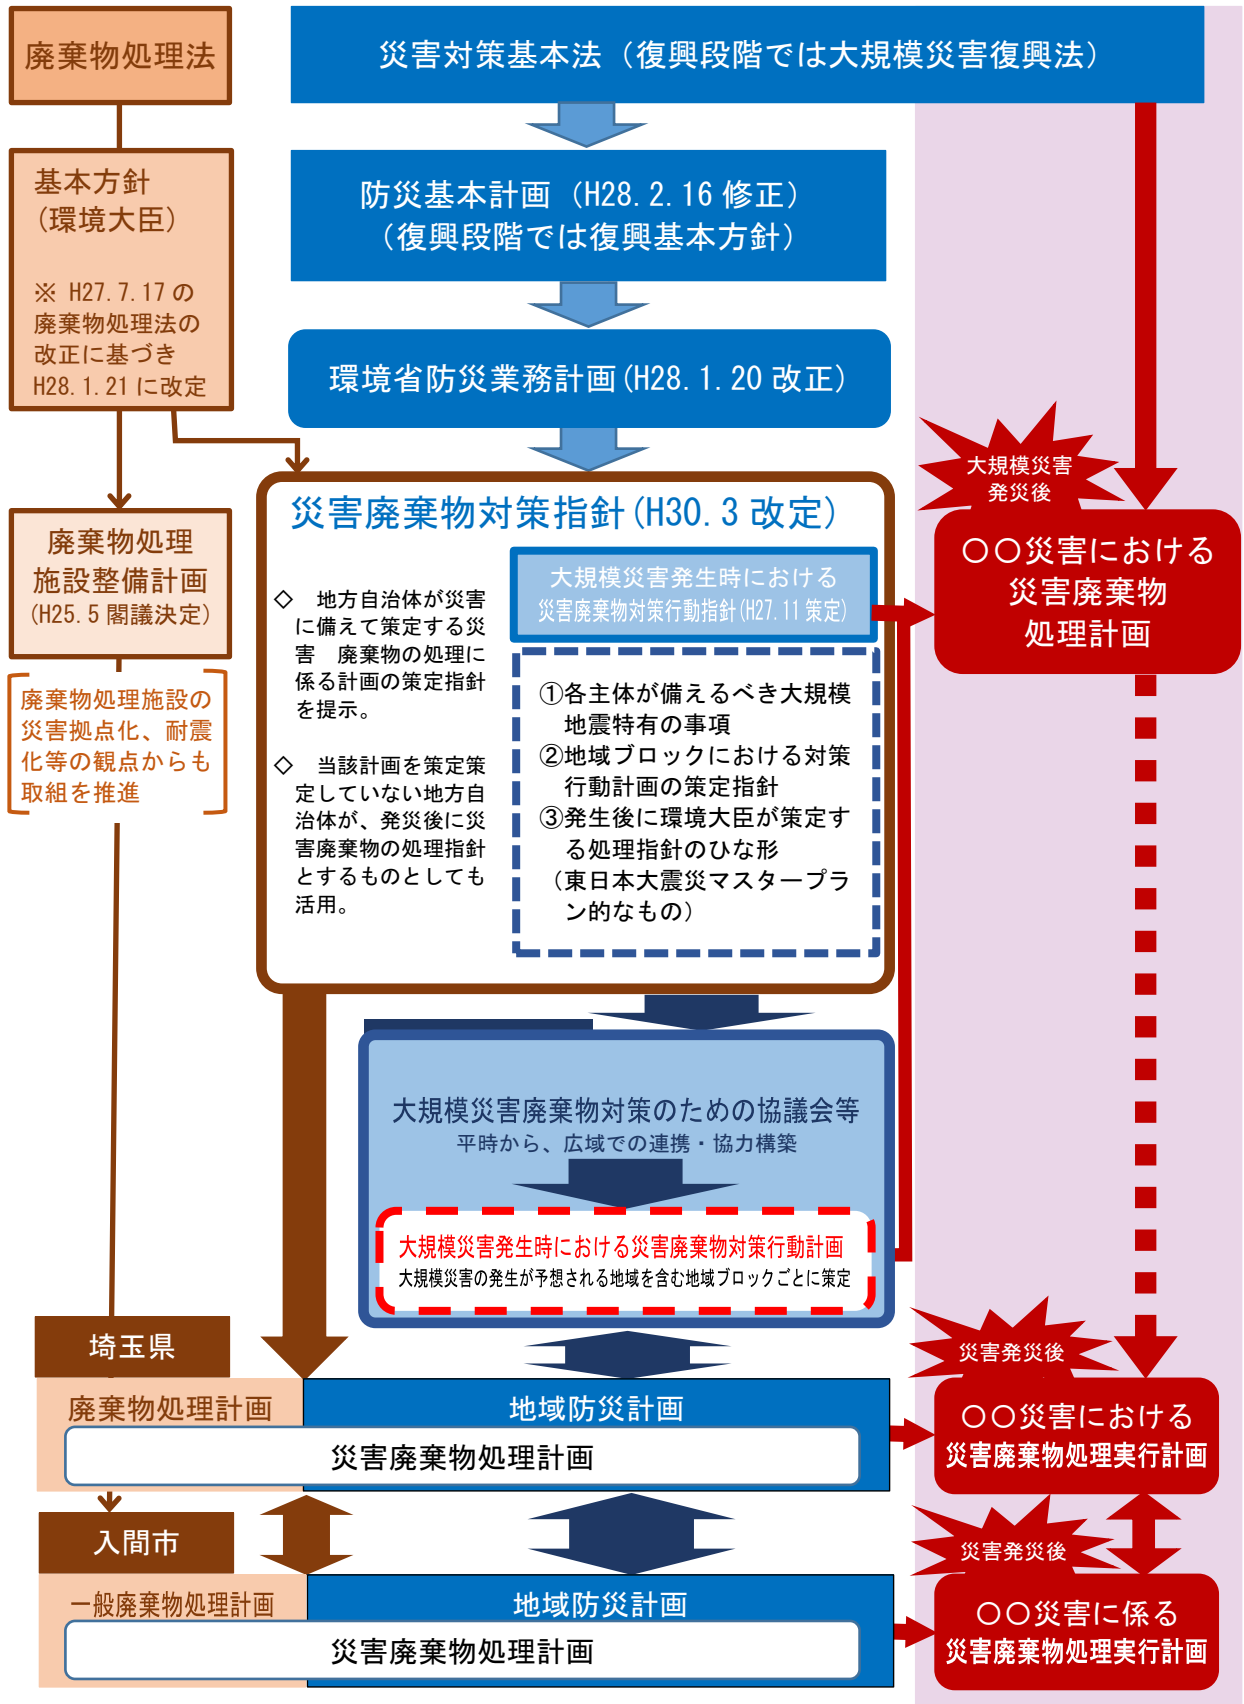 廃棄物処理法
災害対策基本法（復興段階では大規模災害復興法）
基本方針
（環境大臣）
※ H27.7.17 の
廃棄物処理法の
改正に基づき
H28.1.21 に改定
防災基本計画（H28.2.16 修正）
（復興段階では復興基本方針）
環境省防災業務計画(H28.1.20 改正)
廃棄物処理
施設整備計画
(H25.5 閣議決定)
廃棄物処理施設の
災害拠点化、耐震
化等の観点からも
取組を推進
災害廃棄物対策指針(H30.3 改定)
◇　地方自治体が災害
に備えて策定する災
害　廃棄物の処理に
係る計画の策定指針
を提示。
◇　当該計画を策定策
定していない地方自
治体が、発災後に災
害廃棄物の処理指針
とするものとしても
活用。
大規模災害発生時における
災害廃棄物対策行動指針(H27.11 策定)
①各主体が備えるべき大規模
地震特有の事項
②地域ブロックにおける対策
行動計画の策定指針
③発生後に環境大臣が策定す
る処理指針のひな形
（東日本大震災マスタープラ
ン的なもの）
大規模災害
発災後
〇〇災害における
災害廃棄物
処理計画
大規模災害廃棄物対策のための協議会等
平時から、広域での連携・協力構築
大規模災害発生時における災害廃棄物対策行動計画
大規模災害の発生が予想される地域を含む地域ブロックごとに策定
埼玉県
廃棄物処理計画
地域防災計画
災害廃棄物処理計画
災害発災後
〇〇災害における
災害廃棄物処理実行計画
入間市
一般廃棄物処理計画
地域防災計画
災害廃棄物処理計画
災害発災後
〇〇災害に係る
災害廃棄物処理実行計画